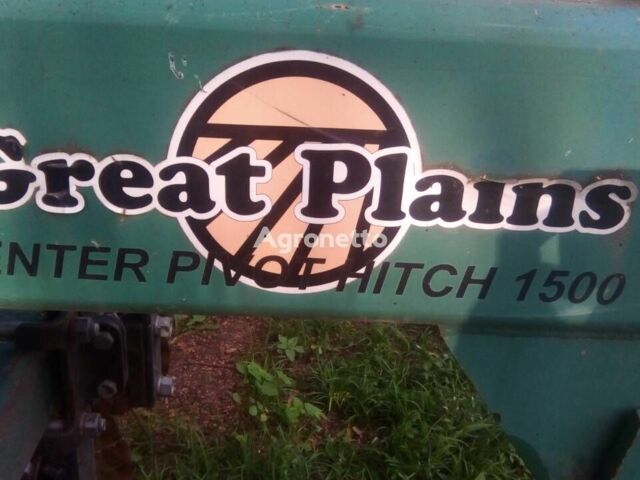 Great Plains
Agronetto
ENTER PIVOT HITCH 1500